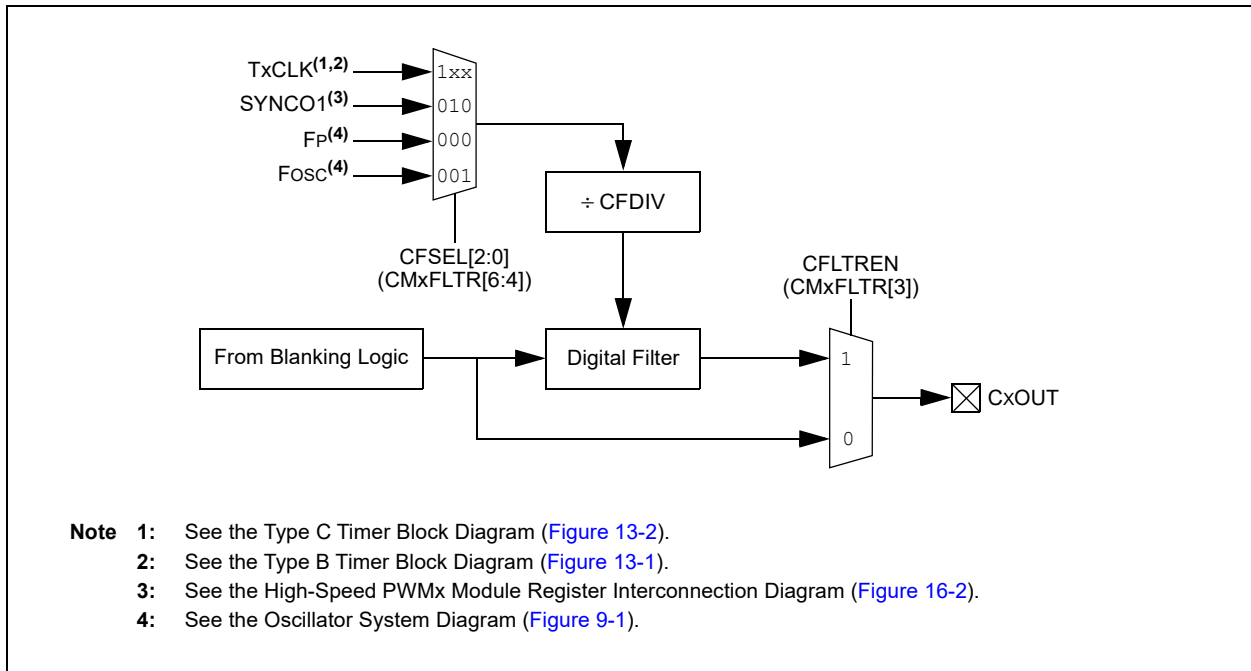 TxCLK(1,2)
SYNCO1(3)
FP(4)
FOSC(4)
1xx
010
000
001
÷ CFDIV
CFSEL[2:0]
(CMxFLTR[6:4])
CFLTREN
(CMxFLTR[3])
From Blanking Logic
Digital Filter
1
0
CxOUT
Note 1: See the Type C Timer Block Diagram (Figure 13-2).
2: See the Type B Timer Block Diagram (Figure 13-1).
3: See the High-Speed PWMx Module Register Interconnection Diagram (Figure 16-2).
4: See the Oscillator System Diagram (Figure 9-1).